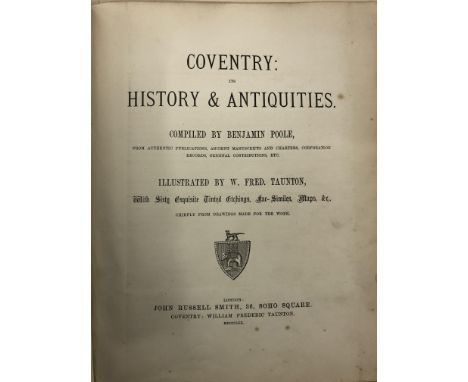 COVENTRY:
ITS
HISTORY & ANTIQUITIES.
COMPILED BY BENJAMIN POOLE,
FROM AUTHENTIC PUBLICATIONS, ANCIENT MANUSCRIPTS AND CHARTERS, CORPORATION
RECORDS, GENERAL CONTRIBUTIONS, ETC.
ILLUSTRATED BY W. FRED. TAUNTON,
With Sixty Exquisite Tinted Etchings, Fac-Similes, Maps, &c.,
CHIEFLY FROM DRAWINGS MADE FOR THE WORK.
LONDON:
JOHN RUSSELL SMITH, 36, SOHO SQUARE.
COVENTRY: WILLIAM FREDERIC TAUNTON.